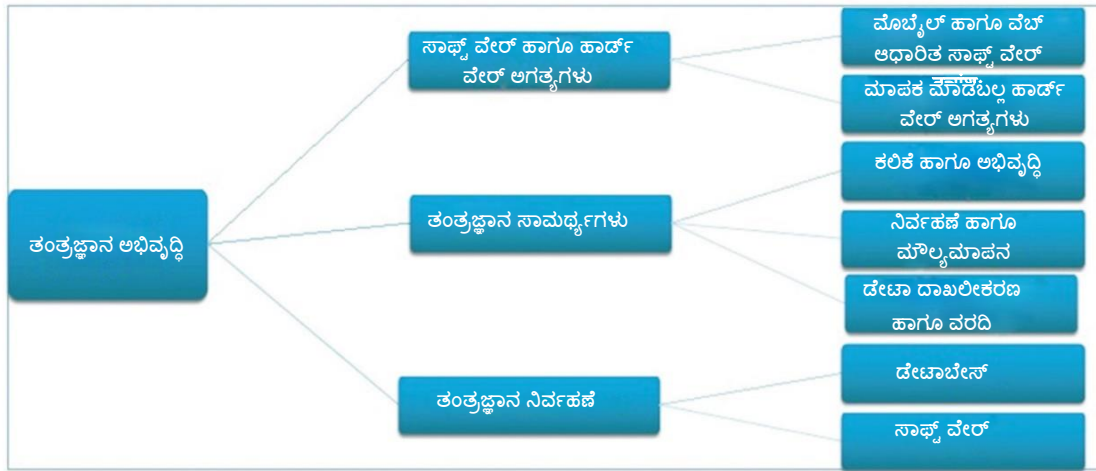 ತಂತ್ರಜ್ಞಾನ ಅಭಿವೃದ್ಧಿ
ಸಾಫ್ಟ್ ವೇರ್ ಹಾಗೂ ಹಾರ್ಡ್
ವೇರ್ ಅಗತ್ಯಗಳು
ಮೊಬೈಲ್ ಹಾಗೂ ವೆಬ್
ಆಧಾರಿತ ಸಾಫ್ಟ್ ವೇರ್
ಮಾಪಕ ಮಾಡಬಲ್ಲ ಹಾರ್ಡ್
ವೇರ್ ಅಗತ್ಯಗಳು
ತಂತ್ರಜ್ಞಾನ ಸಾಮರ್ಥ್ಯಗಳು
ಕಲಿಕೆ ಹಾಗೂ ಅಭಿವೃದ್ಧಿ
ನಿರ್ವಹಣೆ ಹಾಗೂ
ಮೌಲ್ಯಮಾಪನ
ಡೇಟಾ ದಾಖಲೀಕರಣ
ಹಾಗೂ ವರದಿ
ತಂತ್ರಜ್ಞಾನ ನಿರ್ವಹಣೆ
ಡೇಟಾಬೇಸ್
ಸಾಫ್ಟ್ ವೇರ್